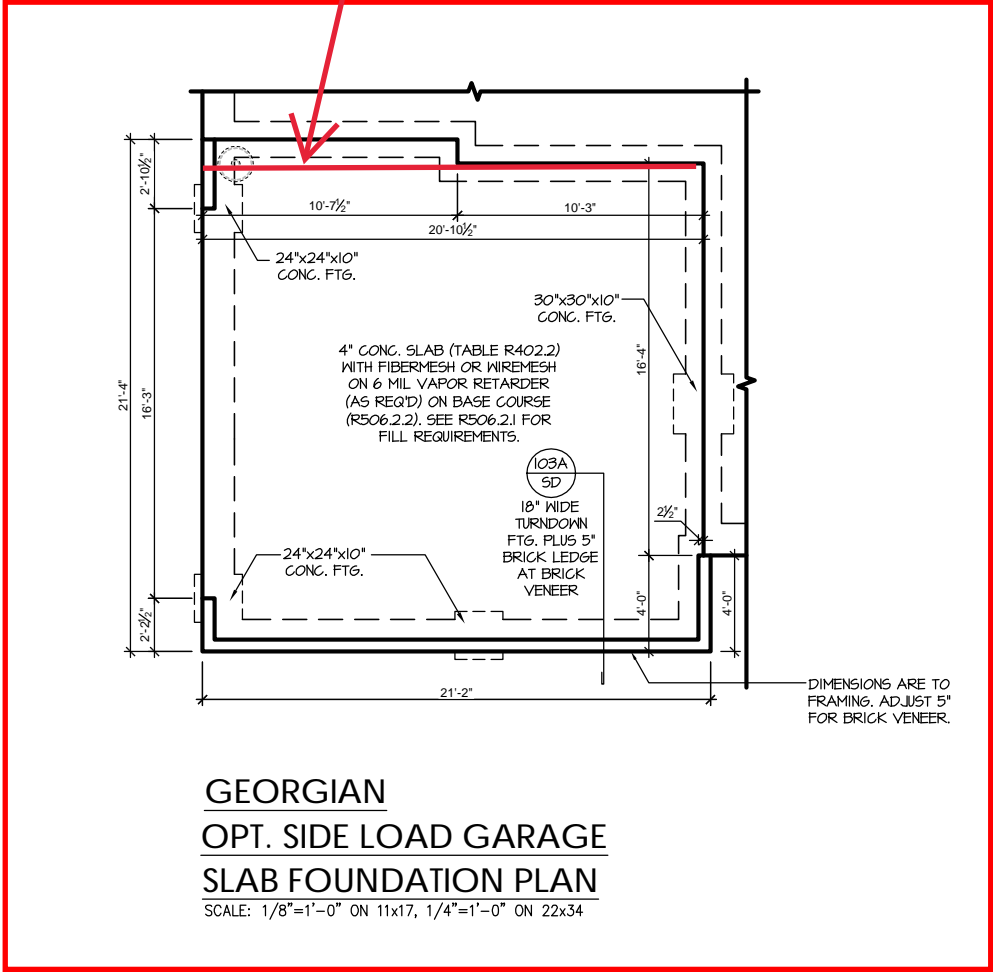 2'-10½"
10'-7½"
10'-3"
20'-10½"
24"x24"x10"
CONC. FTG.
30"x30"x10"
CONC. FTG.
4" CONC. SLAB (TABLE R402.2)
WITH FIBERMESH OR WIREMESH
ON 6 MIL VAPOR RETARDER
(AS REQ'D) ON BASE COURSE
(R506.2.2). SEE R506.2.1 FOR
FILL REQUIREMENTS.
16'-4"
21'-4"
16'-3"
103A
SD
18" WIDE
TURNDOWN
FTG. PLUS 5"
BRICK LEDGE
AT BRICK
VENEER
2½"
24"x24"x10"
CONC. FTG.
2'-2½"
4'-0"
4'-0"
21'-2"
DIMENSIONS ARE TO
FRAMING. ADJUST 5"
FOR BRICK VENEER.
GEORGIAN
OPT. SIDE LOAD GARAGE
SLAB FOUNDATION PLAN
SCALE: 1/8"=1'-0" ON 11x17, 1/4"=1'-0" ON 22x34